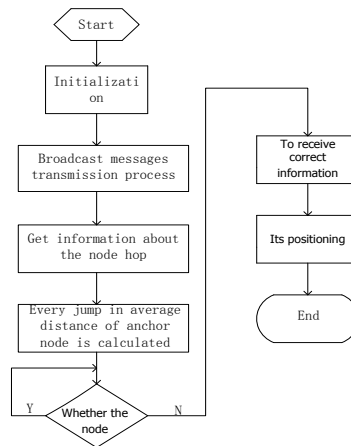 Start
Initializati
on
Broadcast messages
transmission process
Get information about
the node hop
Every jump in average
distance of anchor
node is calculated
Whether the
node
Y
N
To receive
correct
information
Its positioning
End